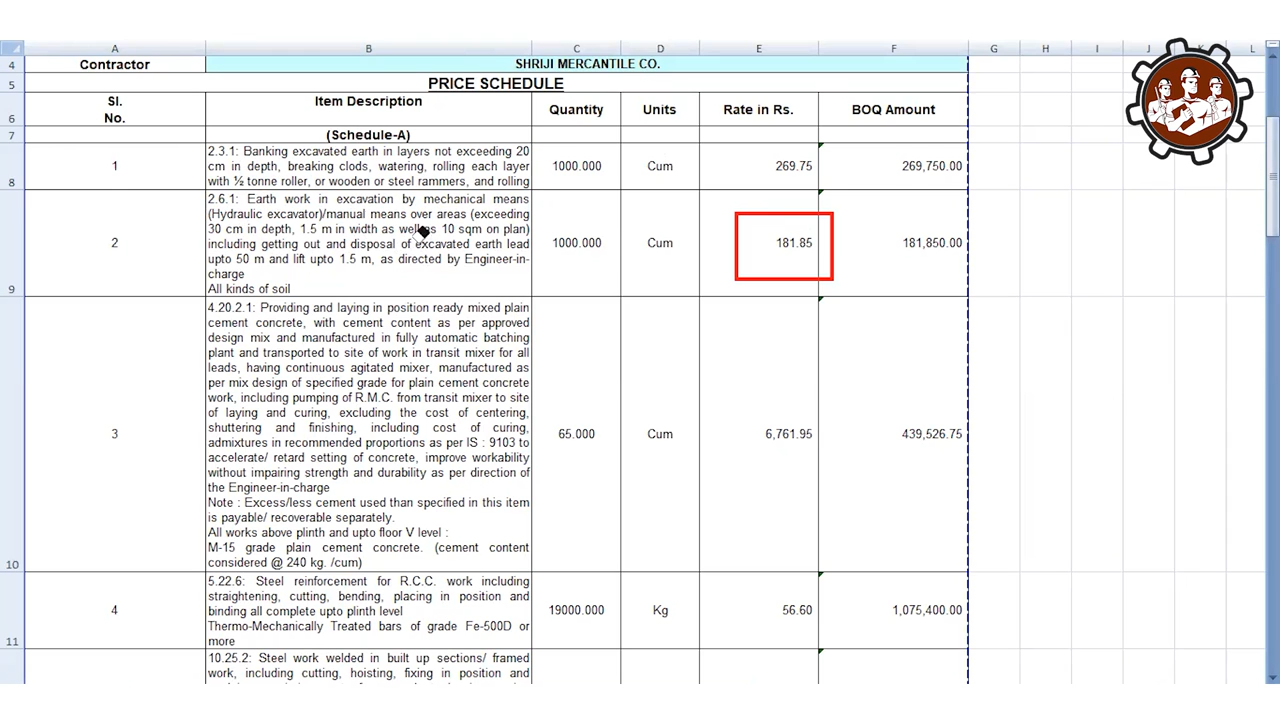 A B C D E F G H I J K L
4 Contractor SHRIJI MERCANTILE CO.
5 PRICE SCHEDULE
6 Sl. No. Item Description Quantity Units Rate in Rs. BOQ Amount
7 (Schedule-A)
8 1 2.3.1: Banking excavated earth in layers not exceeding 20 1000.000 Cum 269.75 269,750.00
cm in depth, breaking clods, watering, rolling each layer
with ½ tonne roller, or wooden or steel rammers, and rolling
9 2 2.6.1: Earth work in excavation by mechanical means 1000.000 Cum 181.85 181,850.00
(Hydraulic excavator)/manual means over areas (exceeding
30 cm in depth, 1.5 m in width as well as 10 sqm on plan)
including getting out and disposal of excavated earth lead
upto 50 m and lift upto 1.5 m, as directed by Engineer-in-
charge
All kinds of soil
10 3 4.20.2.1: Providing and laying in position ready mixed plain 65.000 Cum 6,761.95 439,526.75
cement concrete, with cement content as per approved
design mix and manufactured in fully automatic batching
plant and transported to site of work in transit mixer for all
leads, having continuous agitated mixer, manufactured as
per mix design of specified grade for plain cement concrete
work, including pumping of R.M.C. from transit mixer to site
of laying and curing, excluding the cost of centering,
shuttering and finishing, including cost of curing,
admixtures in recommended proportions as per IS : 9103 to
accelerate/ retard setting of concrete, improve workability
without impairing strength and durability as per direction of
the Engineer-in-charge
Note : Excess/less cement used than specified in this item
is payable/ recoverable separately.
All works above plinth and upto floor V level :
M-15 grade plain cement concrete. (cement content
considered @ 240 kg. /cum)
11 4 5.22.6: Steel reinforcement for R.C.C. work including 19000.000 Kg 56.60 1,075,400.00
straightening, cutting, bending, placing in position and
binding all complete upto plinth level
Thermo-Mechanically Treated bars of grade Fe-500D or
more
10.25.2: Steel work welded in built up sections/ framed
work, including cutting, hoisting, fixing in position and